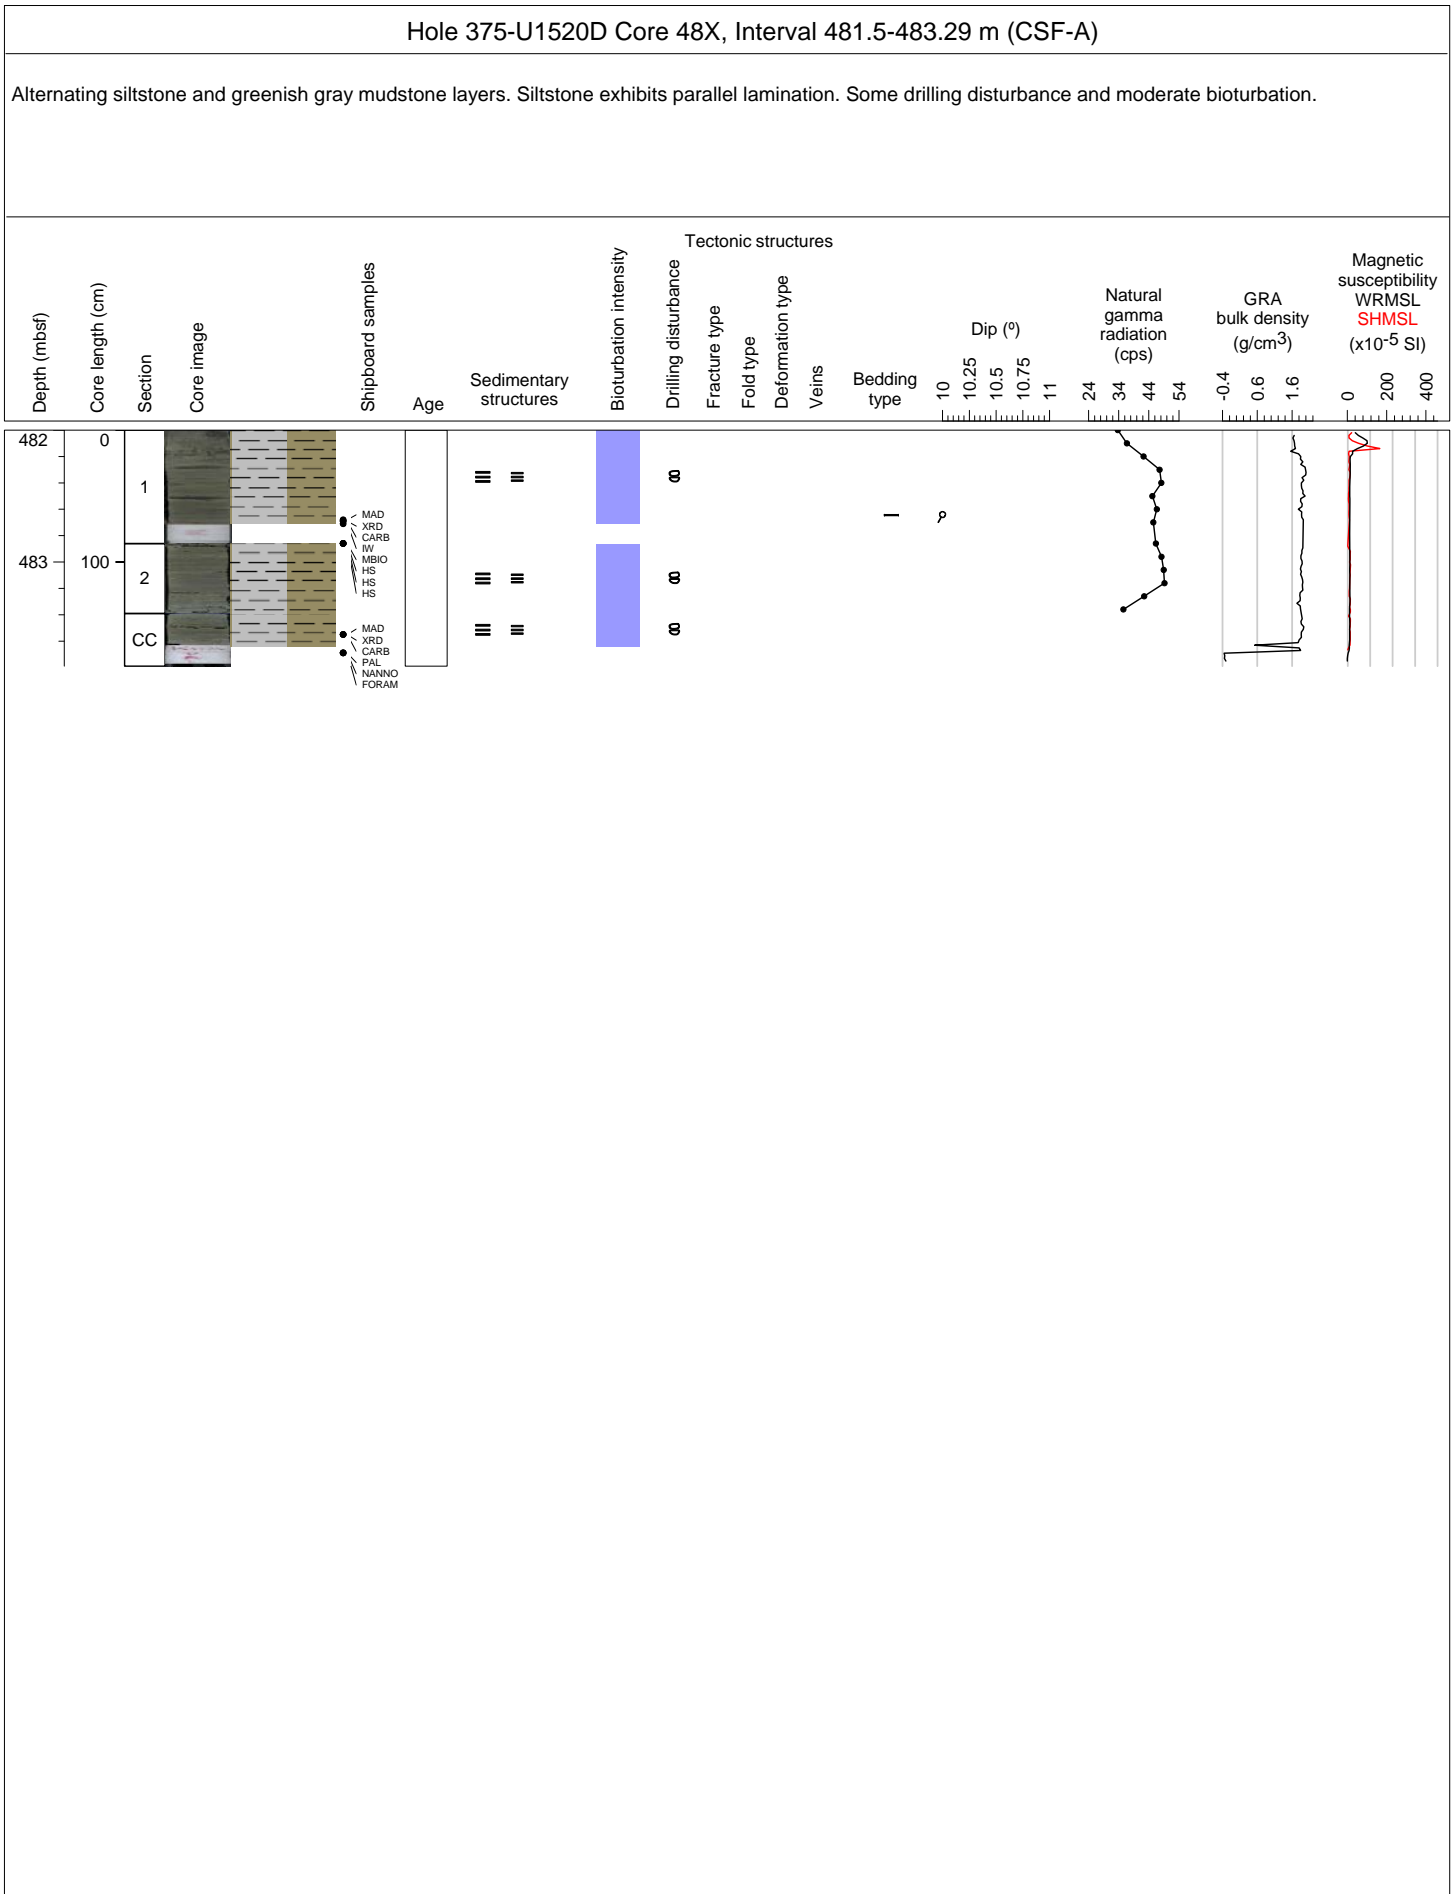 Hole 375-U1520D Core 48X, Interval 481.5-483.29 m (CSF-A)
Alternating siltstone and greenish gray mudstone layers. Siltstone exhibits parallel lamination. Some drilling disturbance and moderate bioturbation.
Depth (mbsf)
Core length (cm)
Section
Core image
Shipboard samples
Age
Sedimentary
structures
Bioturbation intensity
Drilling disturbance
Tectonic structures
Fracture type
Fold type
Deformation type
Veins
Bedding
type
Dip (º)
10
10.25
10.5
10.75
11
Natural
gamma
radiation
(cps)
24
34
44
54
GRA
bulk density
(g/cm3)
-0.4
0.6
1.6
Magnetic
susceptibility
WRMSL
SHMSL
(x10-5 SI)
0
200
400
482
0
1
MAD
XRD
CARB
IW
MBIO
HS
HS
HS
483
100
2
CC
MAD
XRD
CARB
PAL
NANNO
FORAM